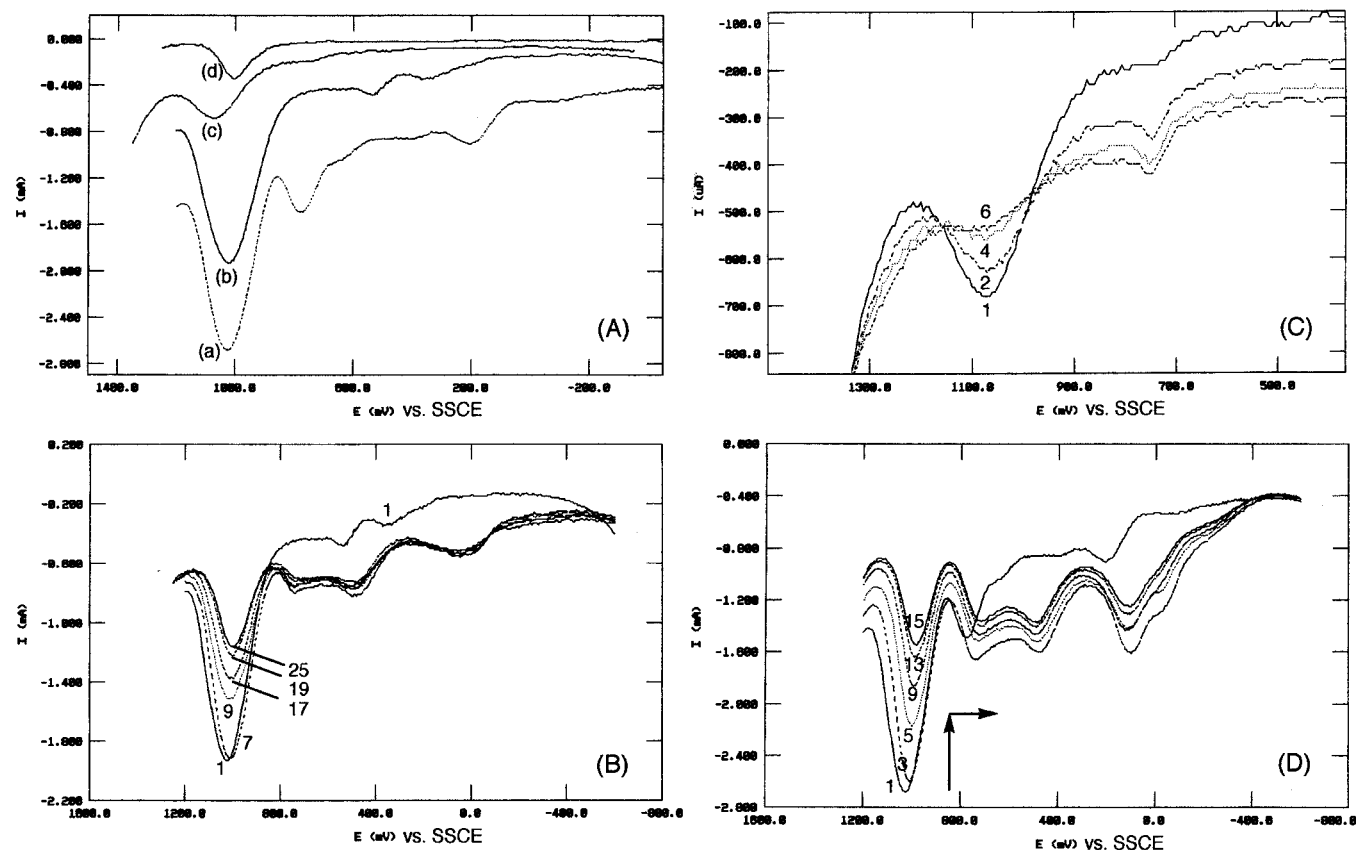 0.000
-0.400
-0.800
-1.200
-1.600
-2.000
-2.400
-2.800
I (mA)
(d)
(c)
(b)
(a)
(A)
1400.0 1000.0 600.0 200.0 -200.0
E (mV) VS. SSCE
-100.0
-200.0
-300.0
-400.0
-500.0
-600.0
-700.0
-800.0
I (uA)
6
4
2
1
(C)
1300.0 1100.0 900.0 700.0 500.0
E (mV) VS. SSCE
0.200
-0.200
-0.600
-1.000
-1.400
-1.800
-2.200
I (mA)
1
25
19
17
9
7
1
(B)
1600.0 1200.0 800.0 400.0 0.0 -400.0 -800.0
E (mV) VS. SSCE
0.000
-0.400
-0.800
-1.200
-1.600
-2.000
-2.400
-2.800
I (mA)
15
13
9
5
3
1
(D)
1600.0 1200.0 800.0 400.0 0.0 -400.0 -800.0
E (mV) VS. SSCE